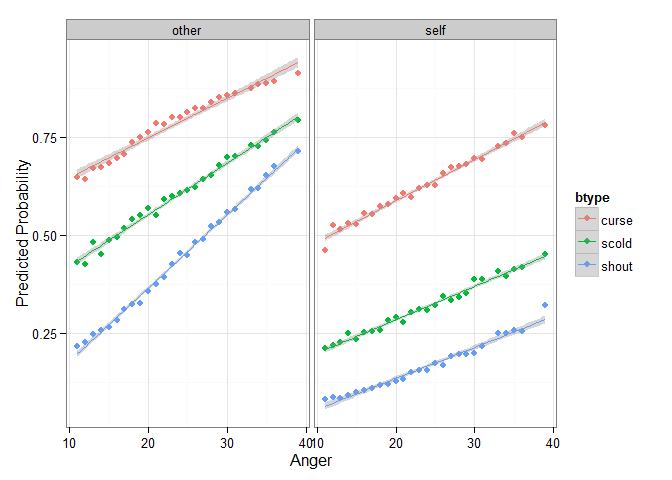 other self
0.75
0.50
0.25
Predicted Probability
10 20 30 40 10 20 30 40
Anger
btype
curse
scold
shout